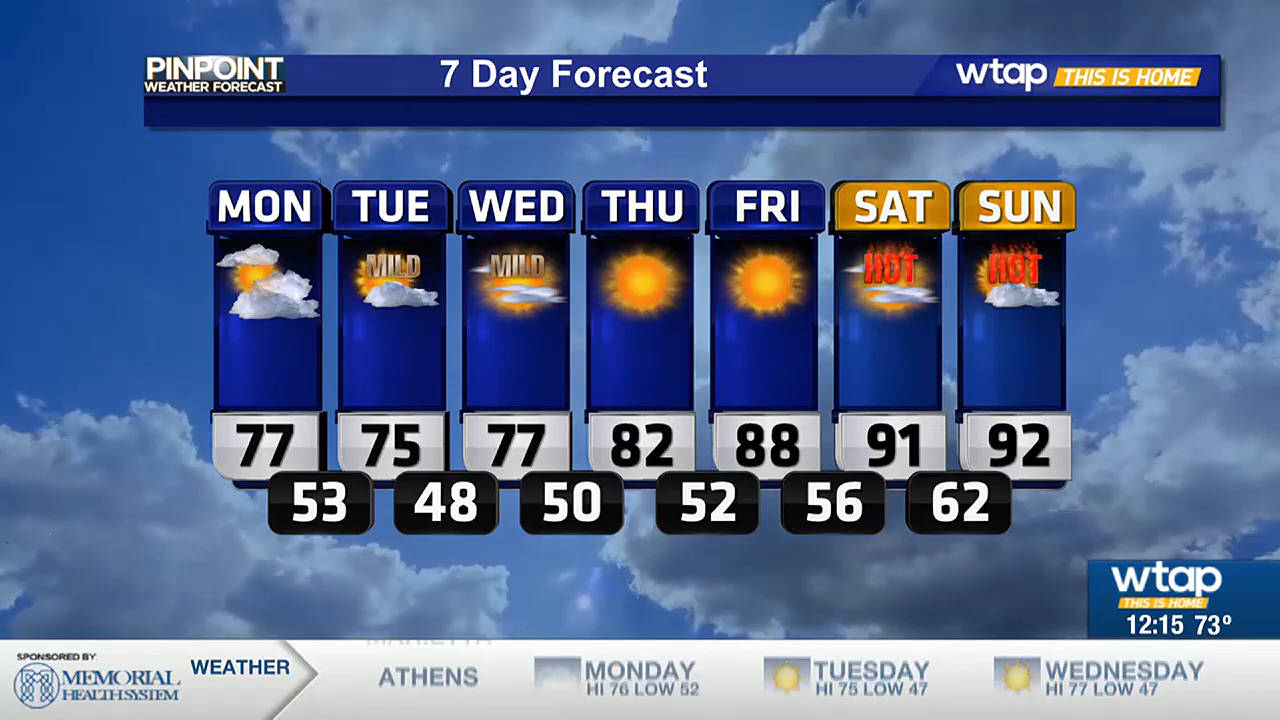 PINPOINT
WEATHER FORECAST
7 Day Forecast
wtap THIS IS HOME
MON TUE WED THU FRI SAT SUN
MILD MILD HOT HOT
77 75 77 82 88 91 92
53 48 50 52 56 62
wtap
THIS IS HOME
12:15 73°
SPONSORED BY:
MEMORIAL
HEALTH SYSTEM
WEATHER
MARIETTA
ATHENS
MONDAY
HI 76 LOW 52
TUESDAY
HI 75 LOW 47
WEDNESDAY
HI 77 LOW 47